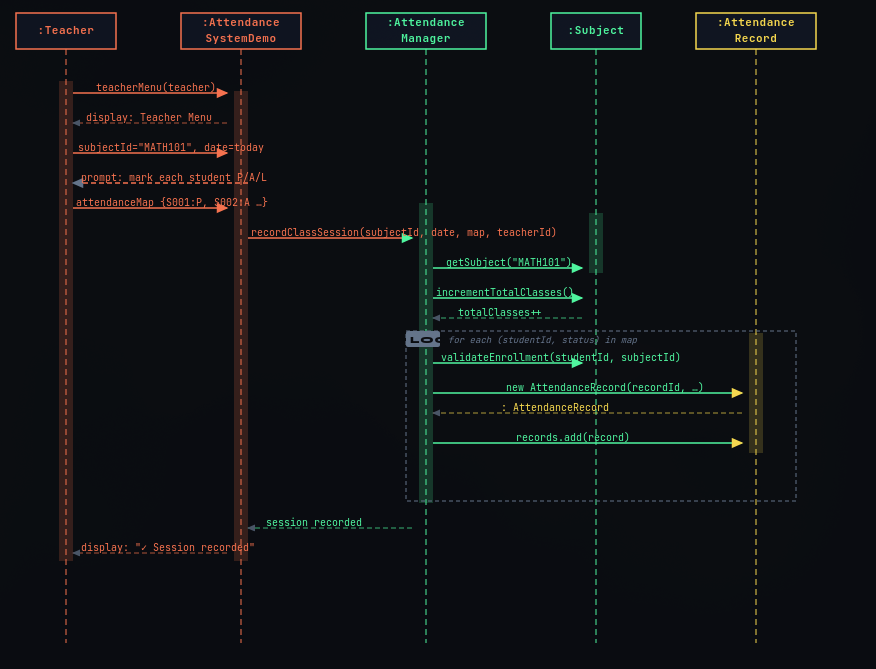 :Teacher
:Attendance
SystemDemo
:Attendance
Manager
:Subject
:Attendance
Record
teacherMenu(teacher)
display: Teacher Menu
subjectId="MATH101", date=today
prompt: mark each student P/A/L
attendanceMap {S001:P, S002:A …}
recordClassSession(subjectId, date, map, teacherId)
getSubject("MATH101")
incrementTotalClasses()
totalClasses++
for each (studentId, status) in map
validateEnrollment(studentId, subjectId)
new AttendanceRecord(recordId, …)
: AttendanceRecord
records.add(record)
session recorded
display: "✓ Session recorded"